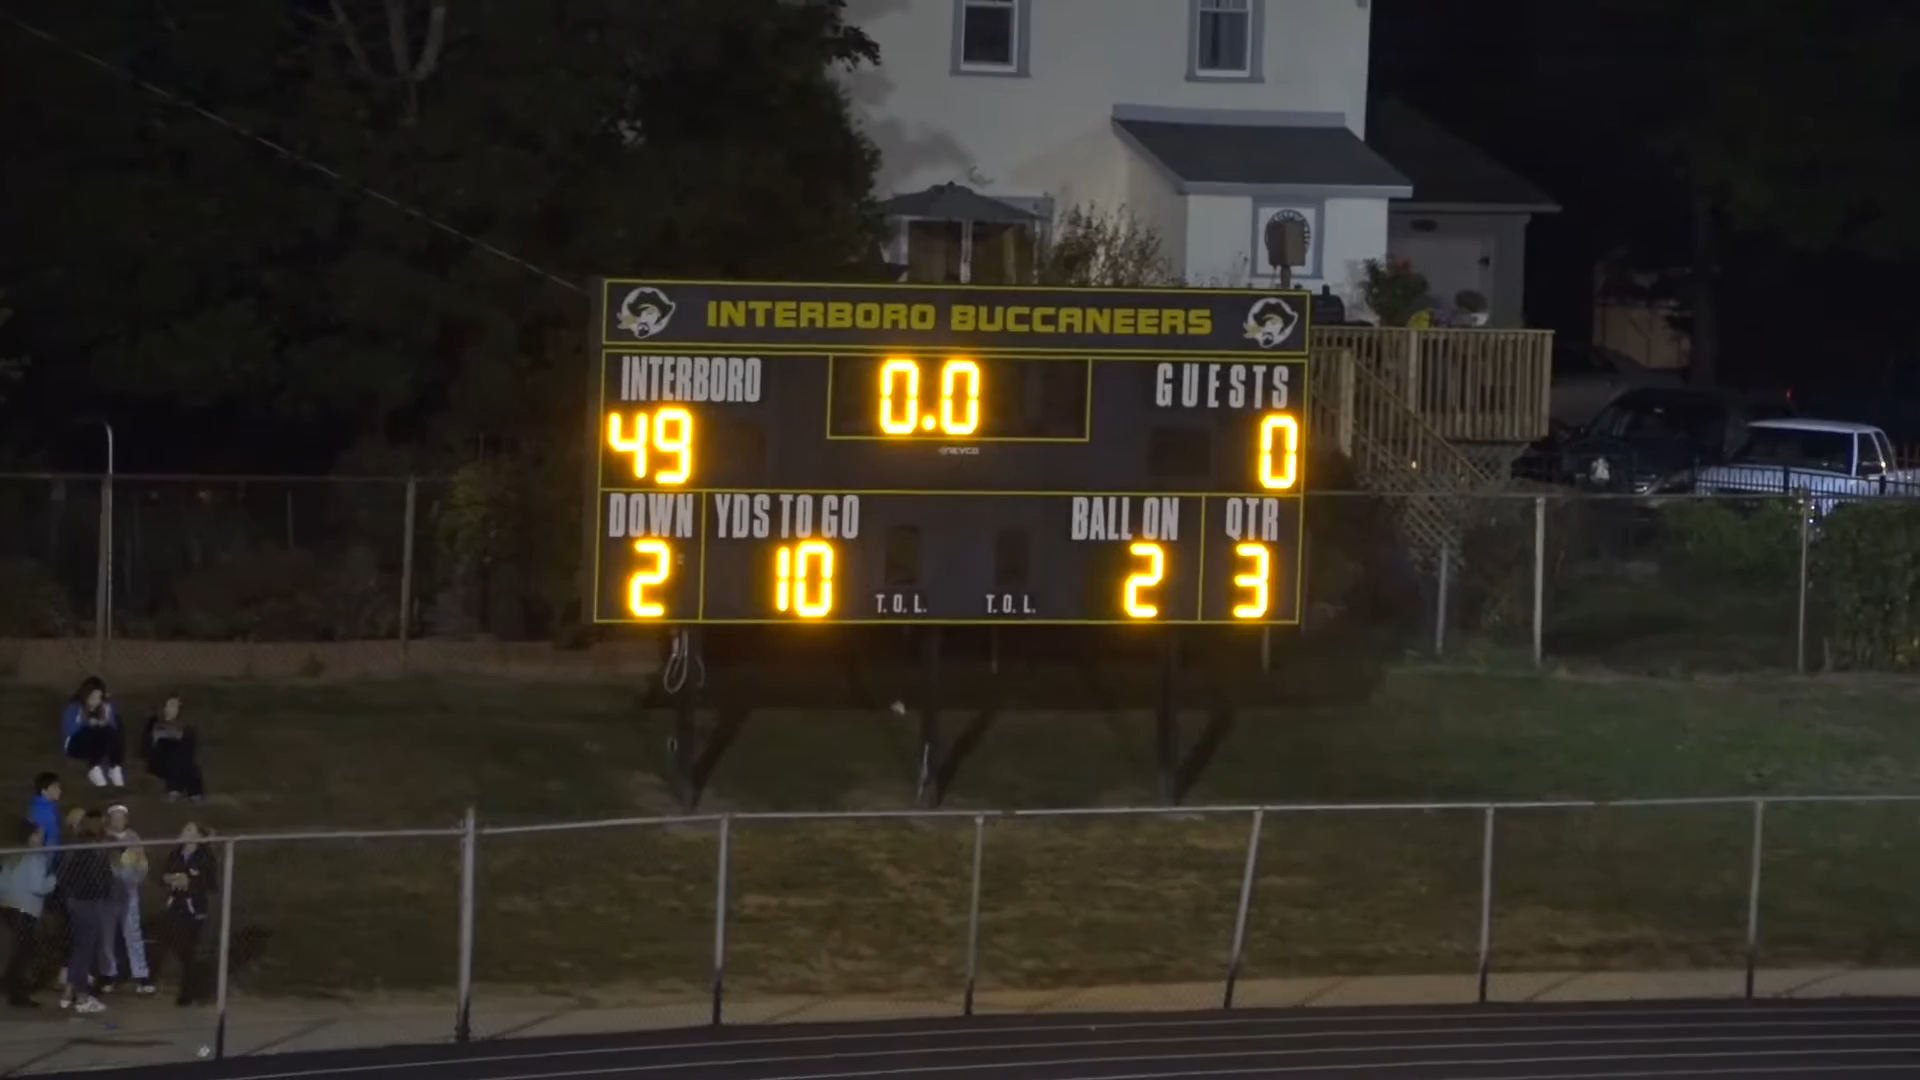 INTERBORO BUCCANEERS
INTERBORO 0.0 GUESTS
49 0
NEVCO
DOWN YDS TO GO BALL ON QTR
2 10 2 3
T.O.L. T.O.L.